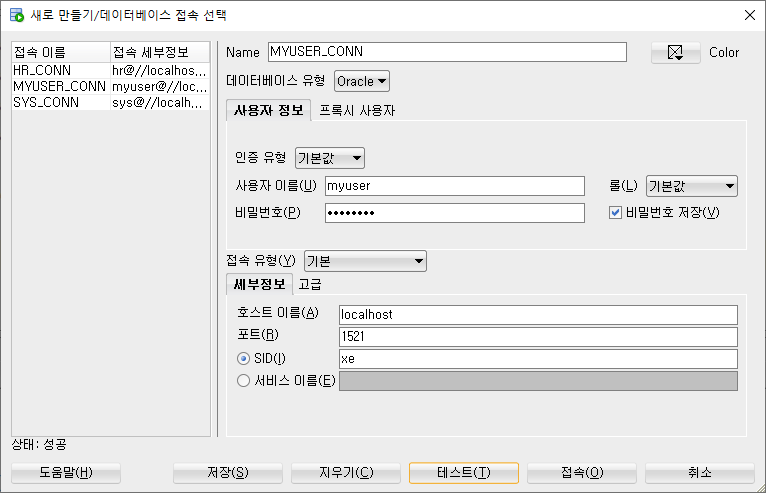 새로 만들기/데이터베이스 접속 선택
접속 이름 접속 세부정보
HR_CONN hr@//localhos...
MYUSER_CONN myuser@//loc...
SYS_CONN sys@//localh...
Name MYUSER_CONN Color
데이터베이스 유형 Oracle
사용자 정보 프록시 사용자
인증 유형 기본값
사용자 이름(U) myuser 롤(L) 기본값
비밀번호(P) •••••••• 비밀번호 저장(V)
접속 유형(Y) 기본
세부정보 고급
호스트 이름(A) localhost
포트(R) 1521
SID(I) xe
서비스 이름(E)
상태: 성공
도움말(H) 저장(S) 지우기(C) 테스트(T) 접속(O) 취소